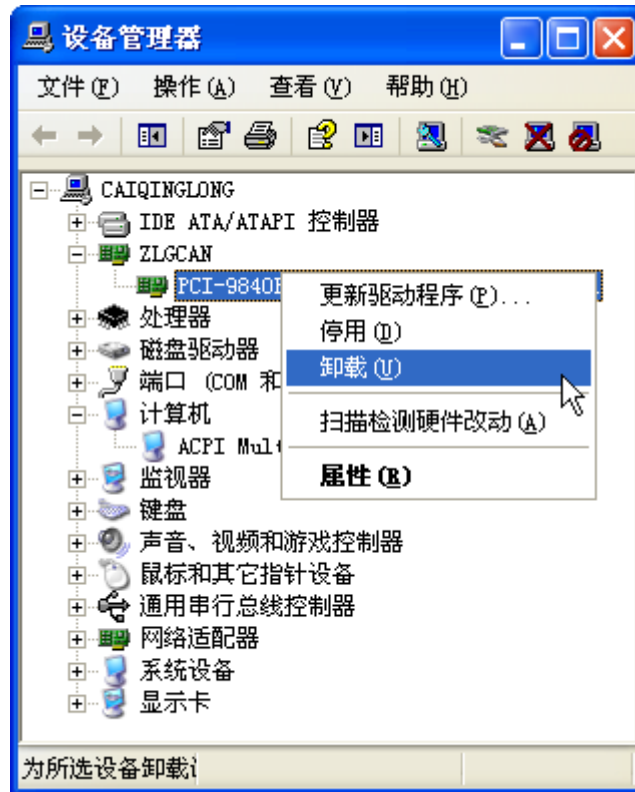 设备管理器
文件(F) 操作(A) 查看(V) 帮助(H)
CAIQINGLONG
IDE ATA/ATAPI 控制器
ZLGCAN
PCI-9840
更新驱动程序(P)...
停用(D)
卸载(U)
扫描检测硬件改动(A)
属性(R)
处理器
磁盘驱动器
端口 (COM 和
计算机
ACPI Mult
监视器
键盘
声音、视频和游戏控制器
鼠标和其它指针设备
通用串行总线控制器
网络适配器
系统设备
显示卡
为所选设备卸载